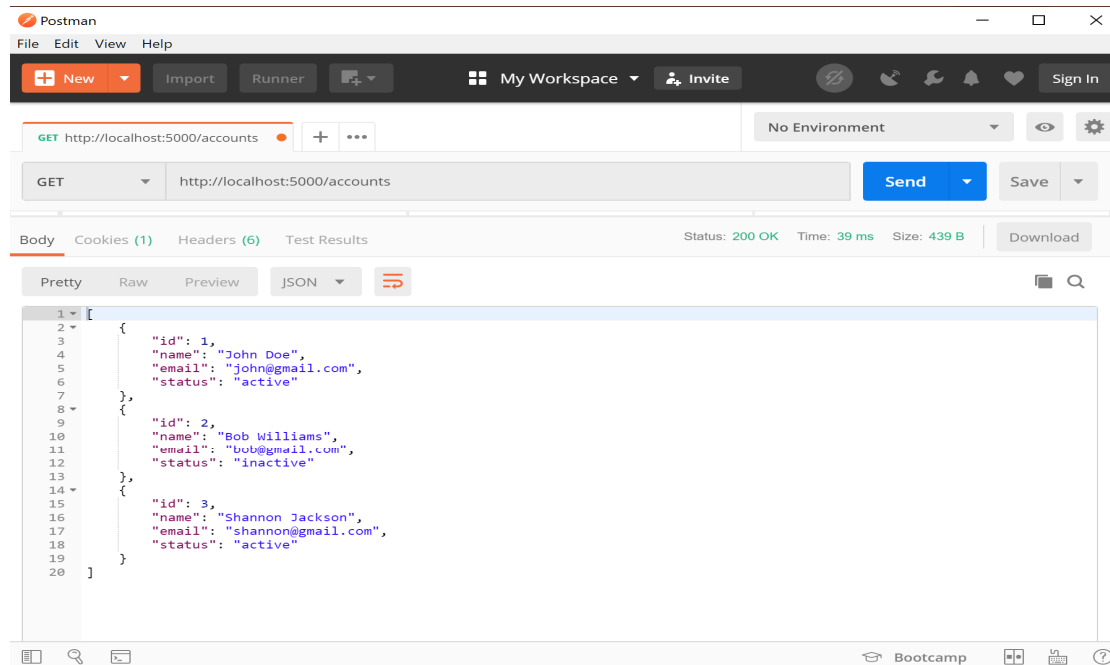 Postman
File Edit View Help
New Import Runner My Workspace Invite Sign In
GET http://localhost:5000/accounts No Environment
GET http://localhost:5000/accounts Send Save
Body Cookies (1) Headers (6) Test Results Status: 200 OK Time: 39 ms Size: 439 B Download
Pretty Raw Preview JSON
1 [
2 {
3 "id": 1,
4 "name": "John Doe",
5 "email": "john@gmail.com",
6 "status": "active"
7 },
8 {
9 "id": 2,
10 "name": "Bob Williams",
11 "email": "bob@gmail.com",
12 "status": "inactive"
13 },
14 {
15 "id": 3,
16 "name": "Shannon Jackson",
17 "email": "shannon@gmail.com",
18 "status": "active"
19 }
20 ]
Bootcamp